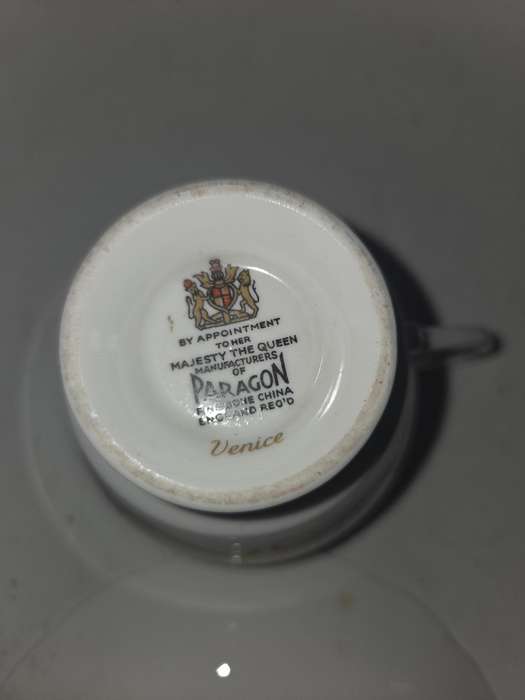 BY APPOINTMENT
TO HER
MAJESTY THE QUEEN
MANUFACTURERS
OF
PARAGON
FINE BONE CHINA
ENGLAND REG'D
Venice